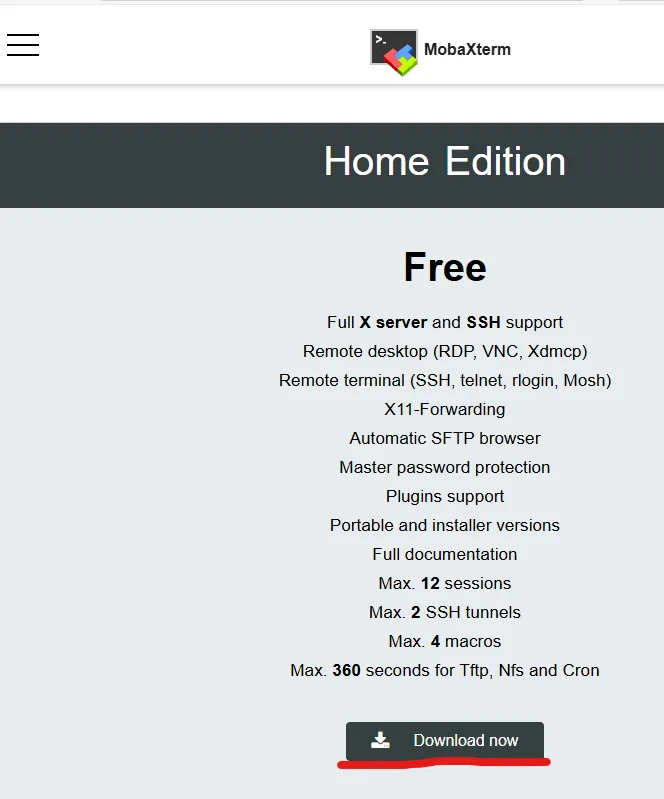 >_
MobaXterm
Home Edition
Free
Full X server and SSH support
Remote desktop (RDP, VNC, Xdmcp)
Remote terminal (SSH, telnet, rlogin, Mosh)
X11-Forwarding
Automatic SFTP browser
Master password protection
Plugins support
Portable and installer versions
Full documentation
Max. 12 sessions
Max. 2 SSH tunnels
Max. 4 macros
Max. 360 seconds for Tftp, Nfs and Cron
Download now